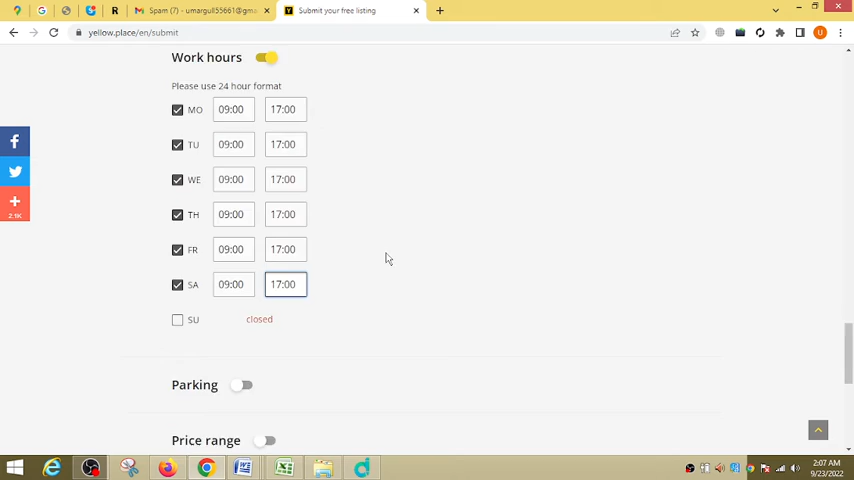 Spam (7) - umargull55661@gma
Submit your free listing
yellow.place/en/submit
U
Work hours
Please use 24 hour format
MO 09:00 17:00
TU 09:00 17:00
WE 09:00 17:00
TH 09:00 17:00
FR 09:00 17:00
SA 09:00 17:00
SU closed
2.1K
Parking
Price range
2:07 AM
9/23/2022